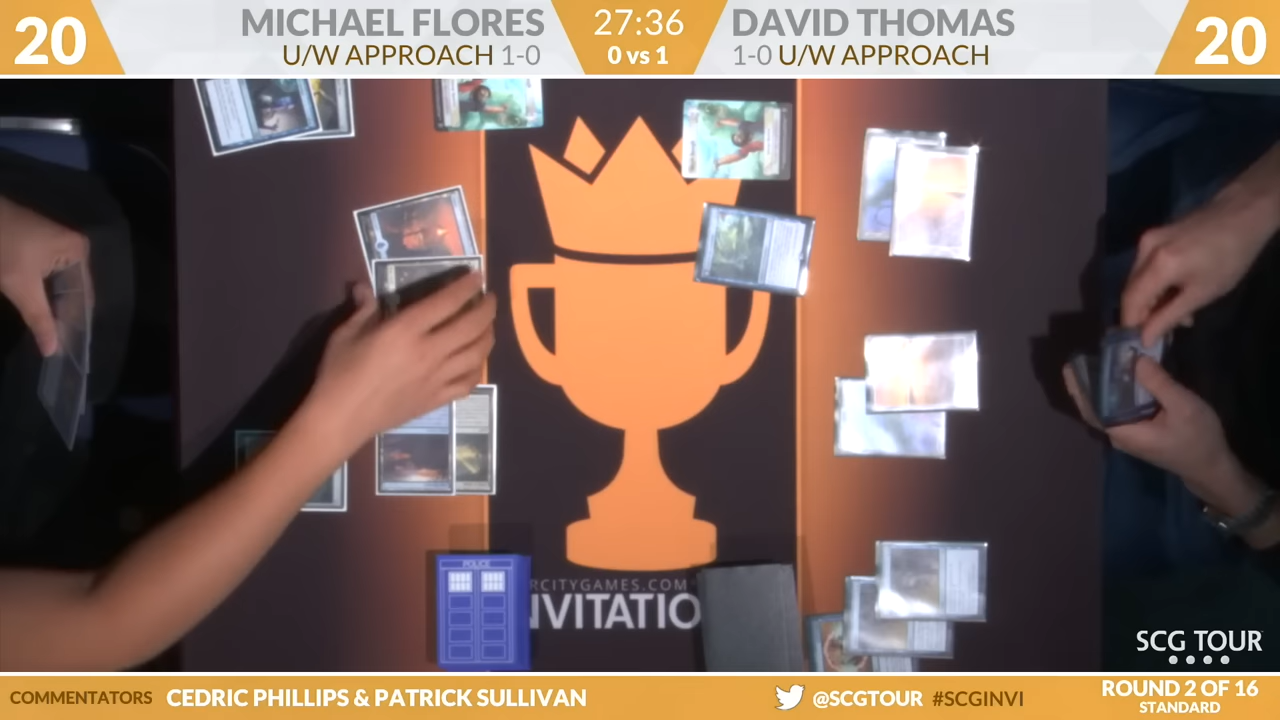 20
MICHAEL FLORES
U/W APPROACH 1-0
27:36
0 vs 1
DAVID THOMAS
1-0 U/W APPROACH
20
POLICE
RCITYGAMES.COM
NVITATIO
SCG TOUR
COMMENTATORS CEDRIC PHILLIPS & PATRICK SULLIVAN
@SCGTOUR #SCGINVI
ROUND 2 OF 16
STANDARD